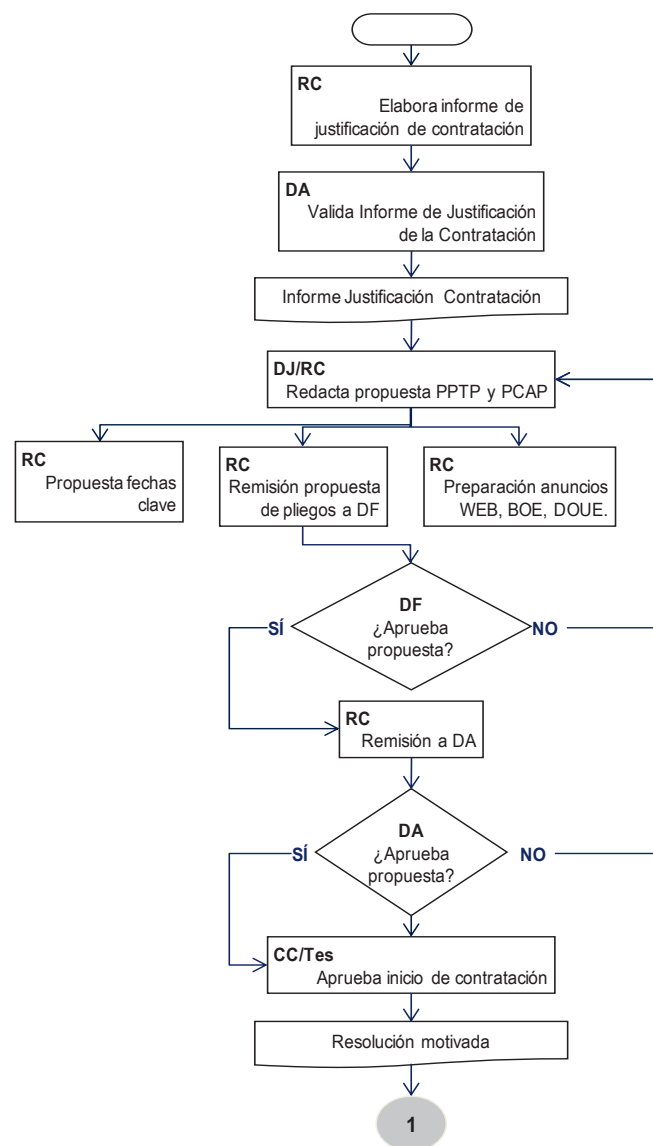 RC
Elabora informe de
justificación de contratación
DA
Valida Informe de Justificación
de la Contratación
Informe Justificación Contratación
DJ/RC
Redacta propuesta PPTP y PCAP
RC
Propuesta fechas
clave
RC
Remisión propuesta
de pliegos a DF
RC
Preparación anuncios
WEB, BOE, DOUE.
DF
¿Aprueba
propuesta?
SÍ
NO
RC
Remisión a DA
DA
¿Aprueba
propuesta?
SÍ
NO
CC/Tes
Aprueba inicio de contratación
Resolución motivada
1